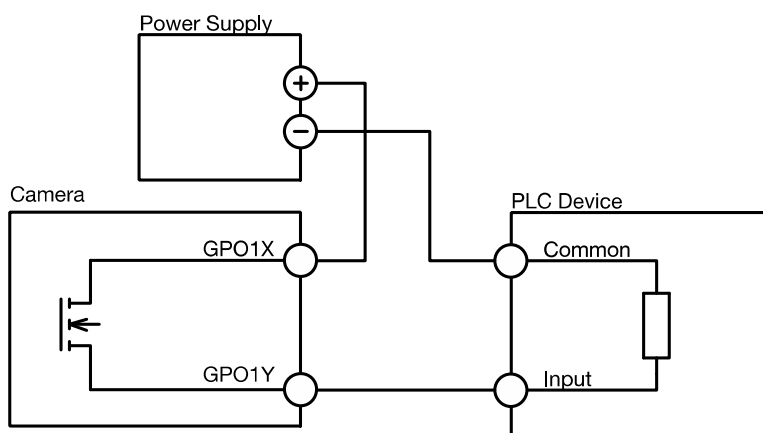 Power Supply
+
−
Camera
PLC Device
GPO1X
Common
GPO1Y
Input